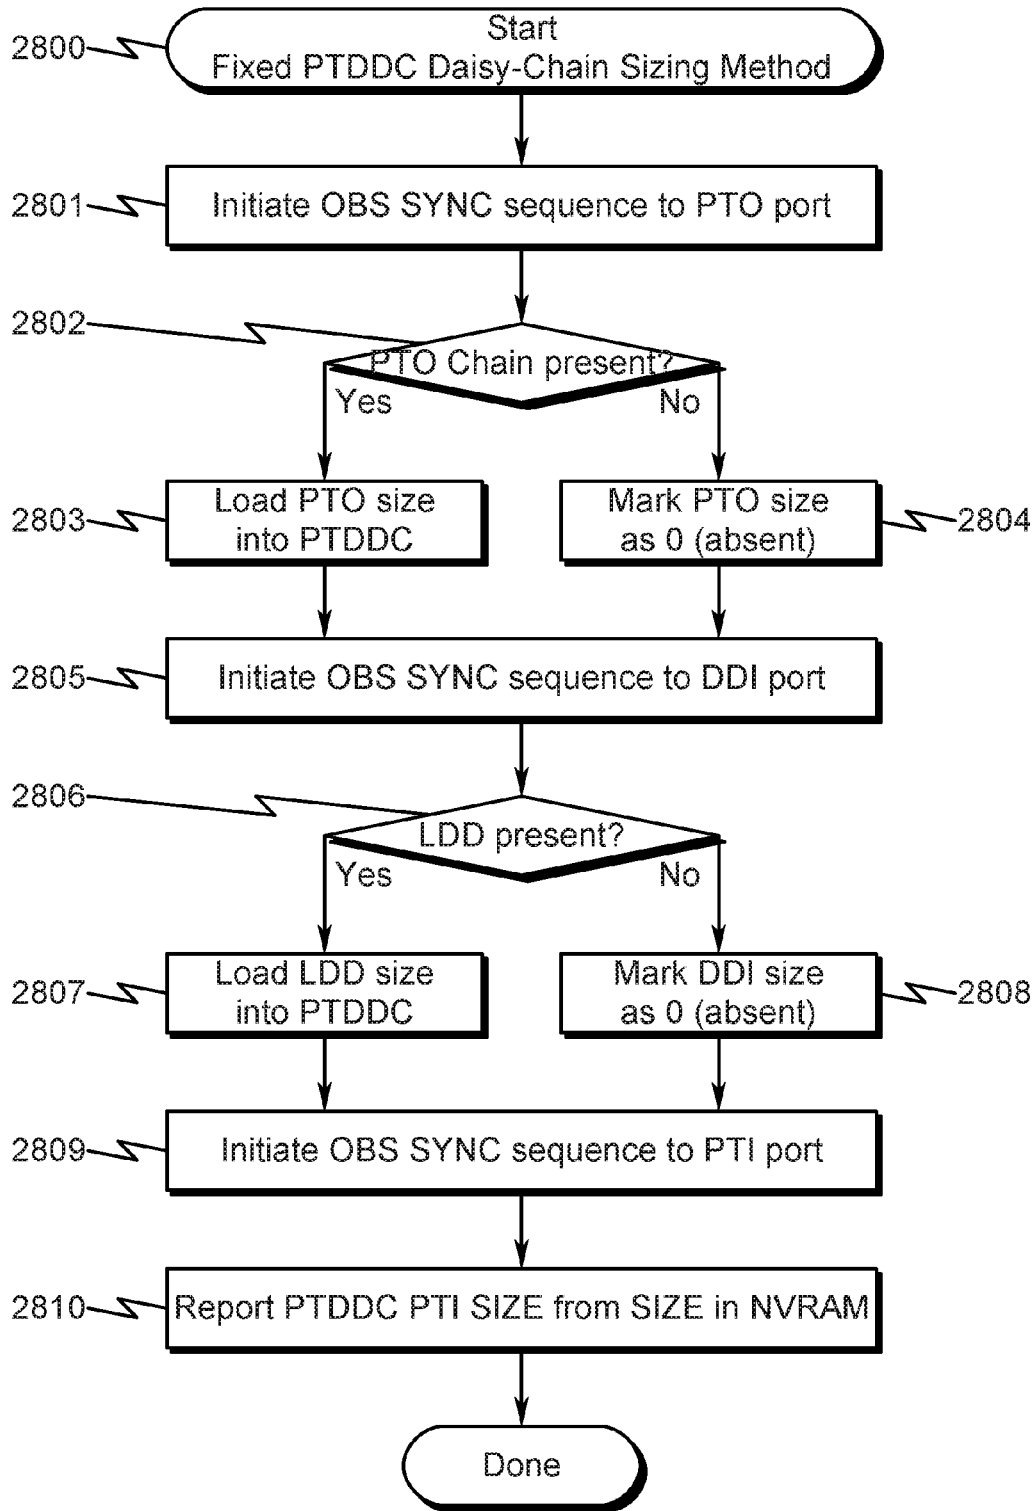 2800
Start
Fixed PTDDC Daisy-Chain Sizing Method
2801
Initiate OBS SYNC sequence to PTO port
2802
PTO Chain present?
Yes
No
2803
Load PTO size
into PTDDC
Mark PTO size
as 0 (absent)
2804
2805
Initiate OBS SYNC sequence to DDI port
2806
LDD present?
Yes
No
2807
Load LDD size
into PTDDC
Mark DDI size
as 0 (absent)
2808
2809
Initiate OBS SYNC sequence to PTI port
2810
Report PTDDC PTI SIZE from SIZE in NVRAM
Done